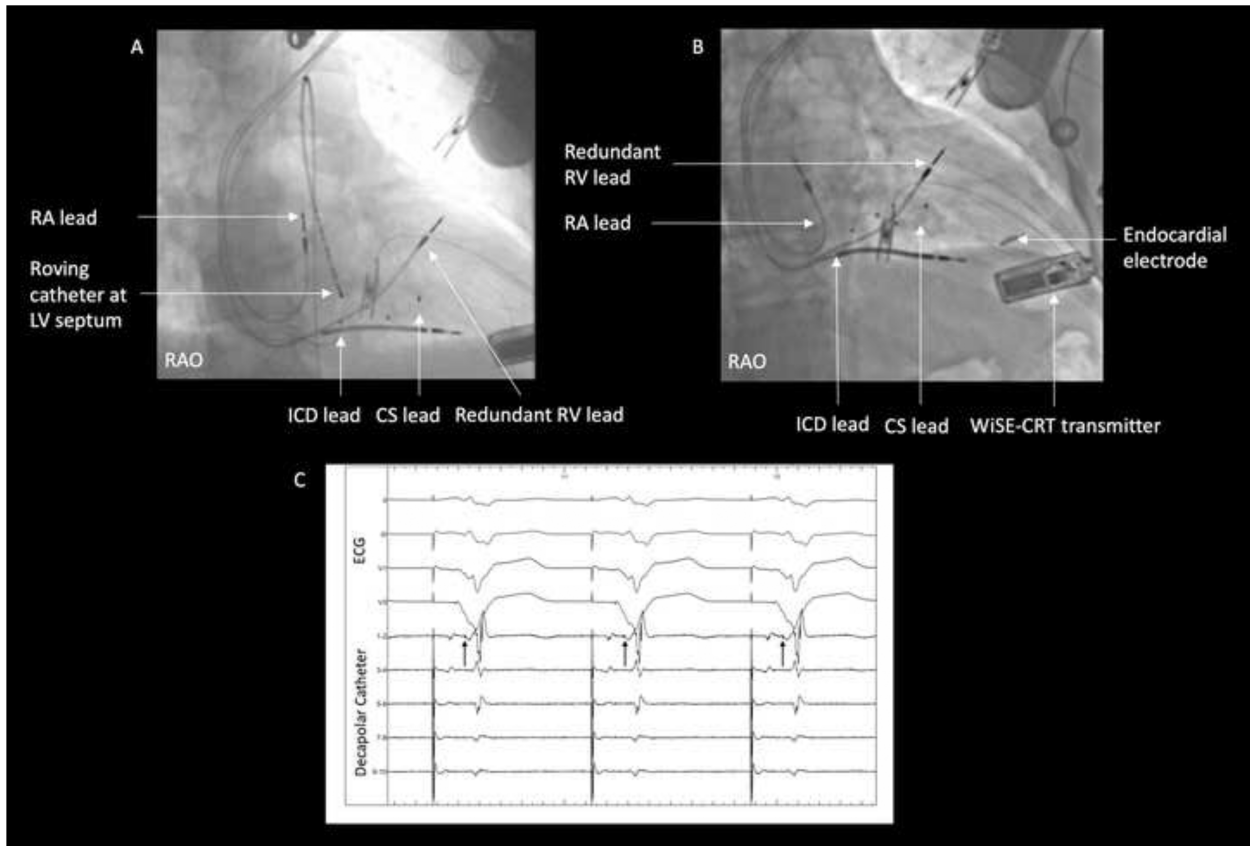 A
RA lead
Roving
catheter at
LV septum
RAO
ICD lead
CS lead
Redundant RV lead
B
Redundant
RV lead
RA lead
RAO
Endocardial
electrode
ICD lead
CS lead
WiSE-CRT transmitter
C
ECG
Decapolar Catheter